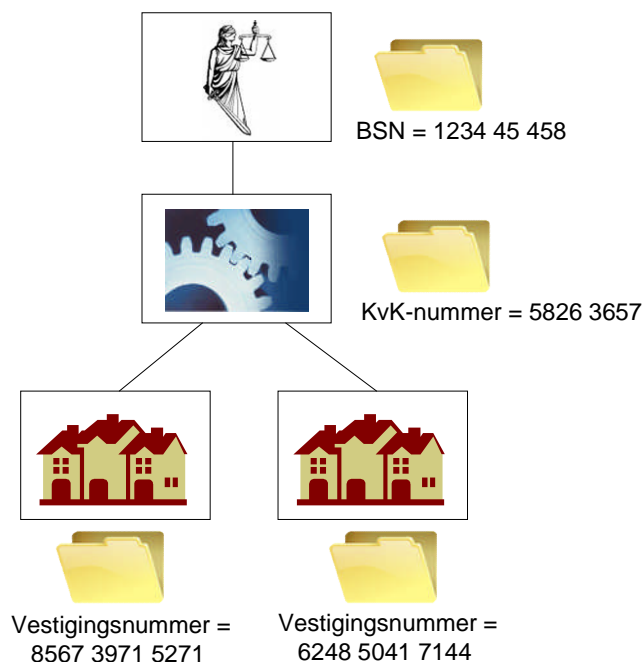 BSN = 1234 45 458
KvK-nummer = 5826 3657
Vestigingsnummer =
8567 3971 5271
Vestigingsnummer =
6248 5041 7144